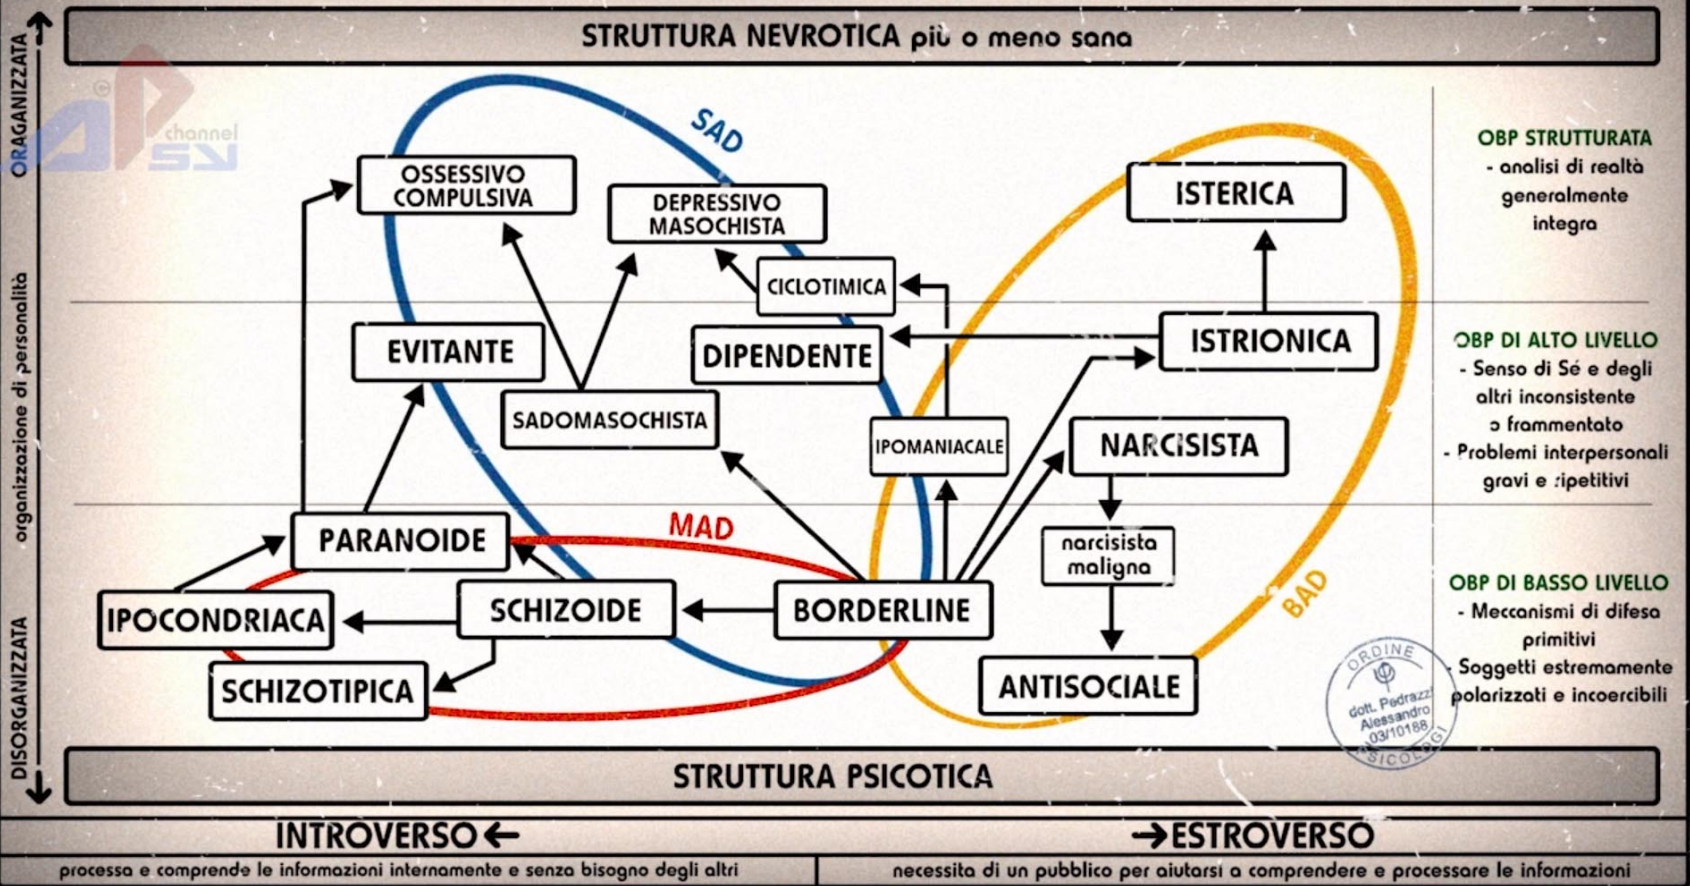 STRUTTURA NEVROTICA più o meno sana
ORAGANIZZATA
organizzazione di personalità
DISORGANIZZATA
©
APsy channel
SAD
OSSESSIVO
COMPULSIVA
DEPRESSIVO
MASOCHISTA
CICLOTIMICA
ISTERICA
OBP STRUTTURATA
- analisi di realtà
generalmente
integra
EVITANTE
DIPENDENTE
ISTRIONICA
SADOMASOCHISTA
IPOMANIACALE
NARCISISTA
OBP DI ALTO LIVELLO
- Senso di Sé e degli
altri inconsistente
o frammentato
- Problemi interpersonali
gravi e ripetitivi
PARANOIDE
MAD
narcisista
maligna
IPOCONDRIACA
SCHIZOIDE
BORDERLINE
BAD
SCHIZOTIPICA
ANTISOCIALE
OBP DI BASSO LIVELLO
- Meccanismi di difesa
primitivi
- Soggetti estremamente
polarizzati e incoercibili
ORDINE
dott. Pedrazzi
Alessandro
03/10188
PSICOLOGI
STRUTTURA PSICOTICA
INTROVERSO←
→ESTROVERSO
processa e comprende le informazioni internamente e senza bisogno degli altri
necessita di un pubblico per aiutarsi a comprendere e processare le informazioni